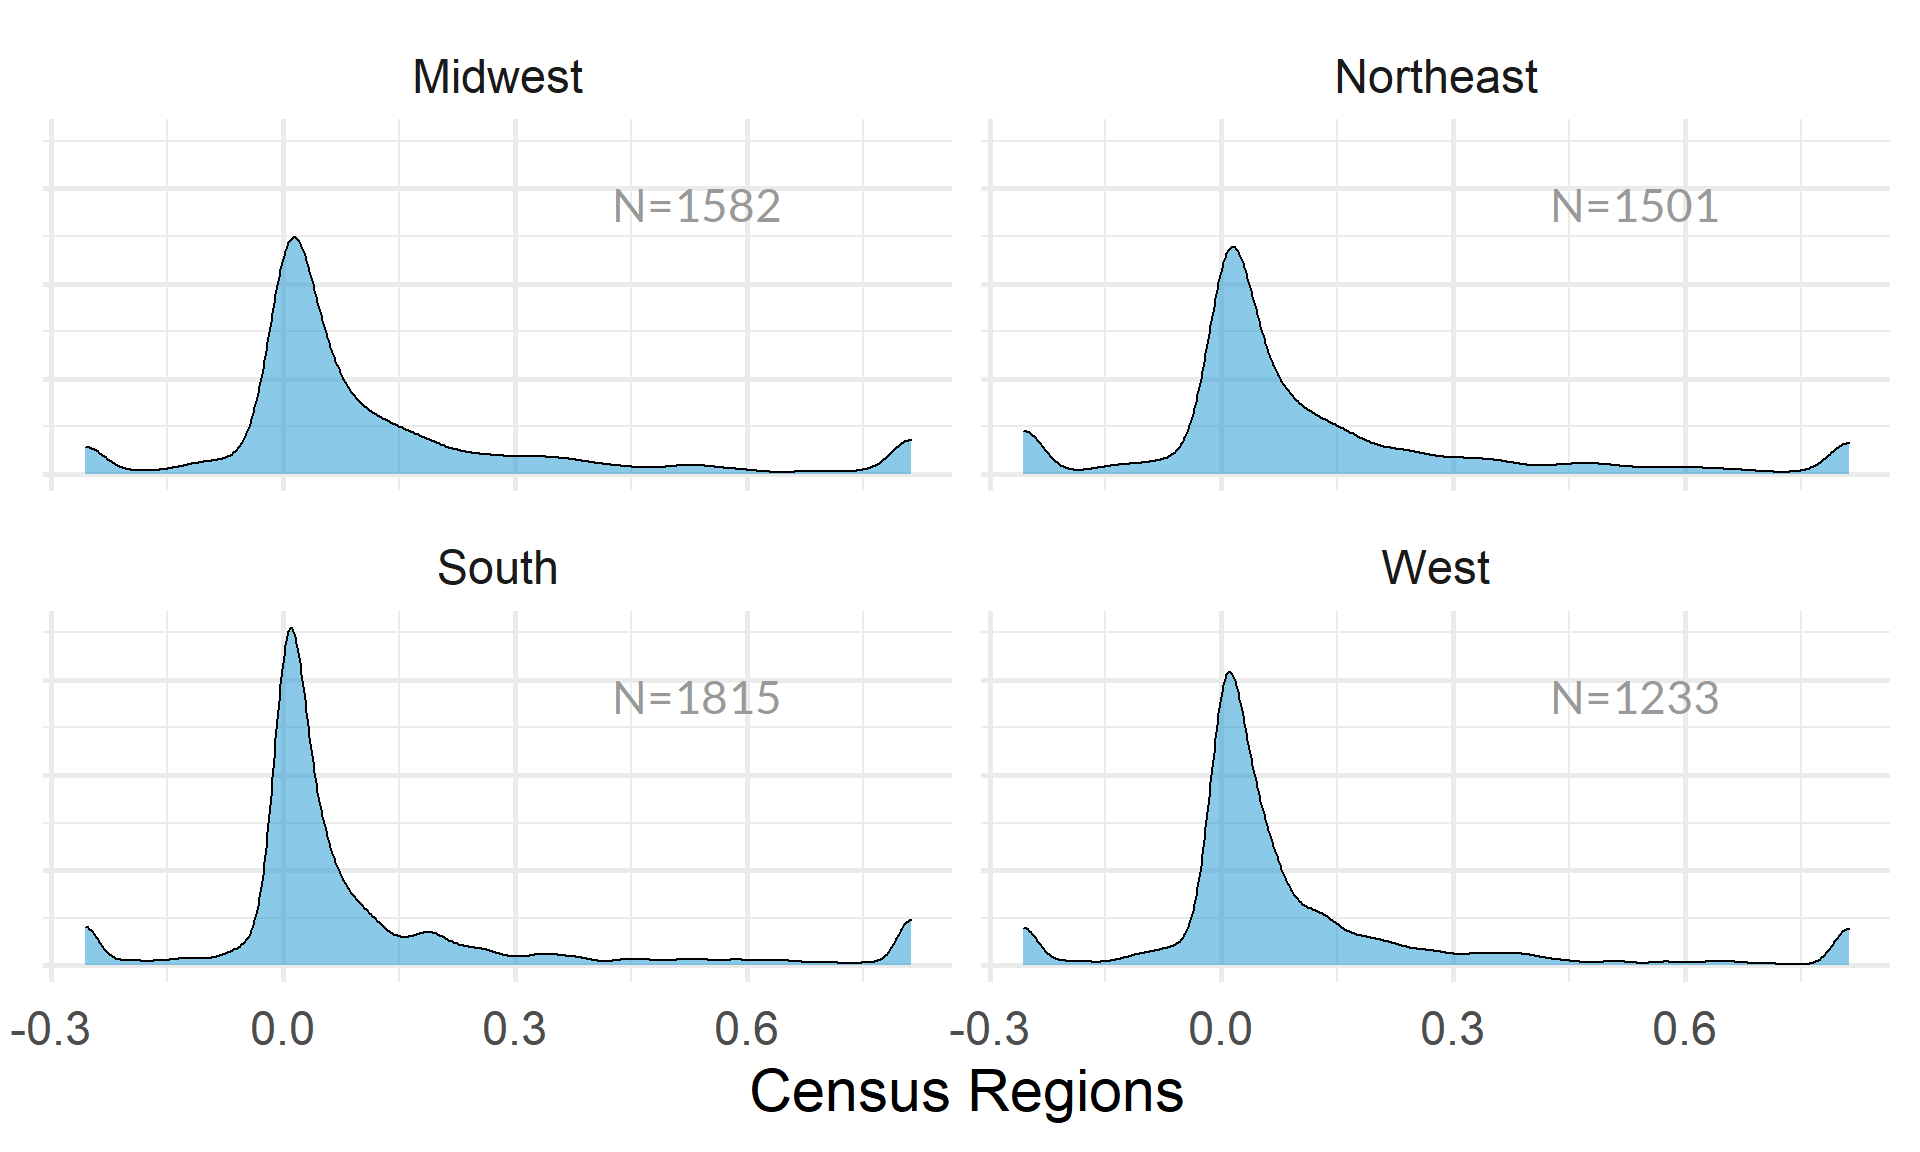 Midwest
Northeast
N=1582
N=1501
South
West
N=1815
N=1233
-0.3 0.0 0.3 0.6 -0.3 0.0 0.3 0.6
Census Regions